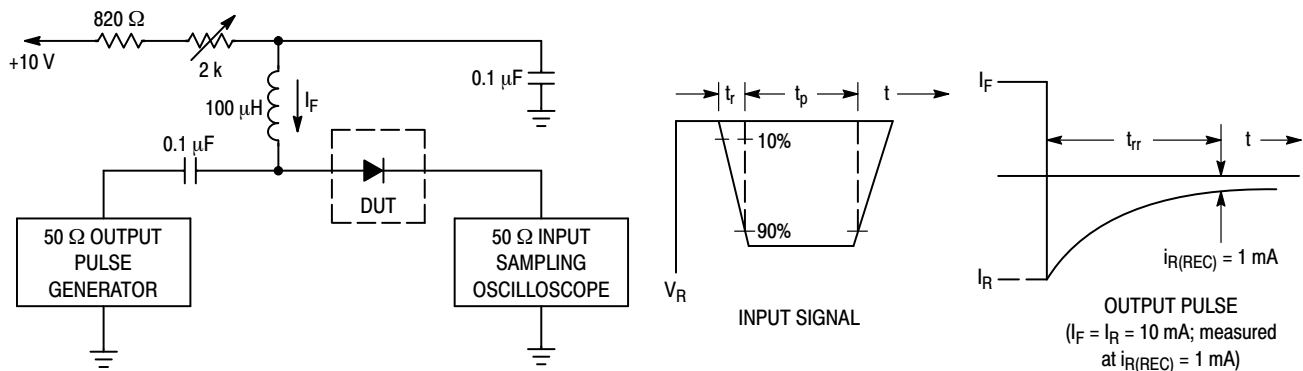 820 Ω
+10 V
2 k
100 μH
I_F
0.1 μF
0.1 μF
DUT
50 Ω OUTPUT
PULSE
GENERATOR
50 Ω INPUT
SAMPLING
OSCILLOSCOPE
t_r
t_p
t
10%
90%
V_R
INPUT SIGNAL
I_F
t_rr
t
i_R(REC) = 1 mA
I_R
OUTPUT PULSE
(I_F = I_R = 10 mA; measured
at i_R(REC) = 1 mA)